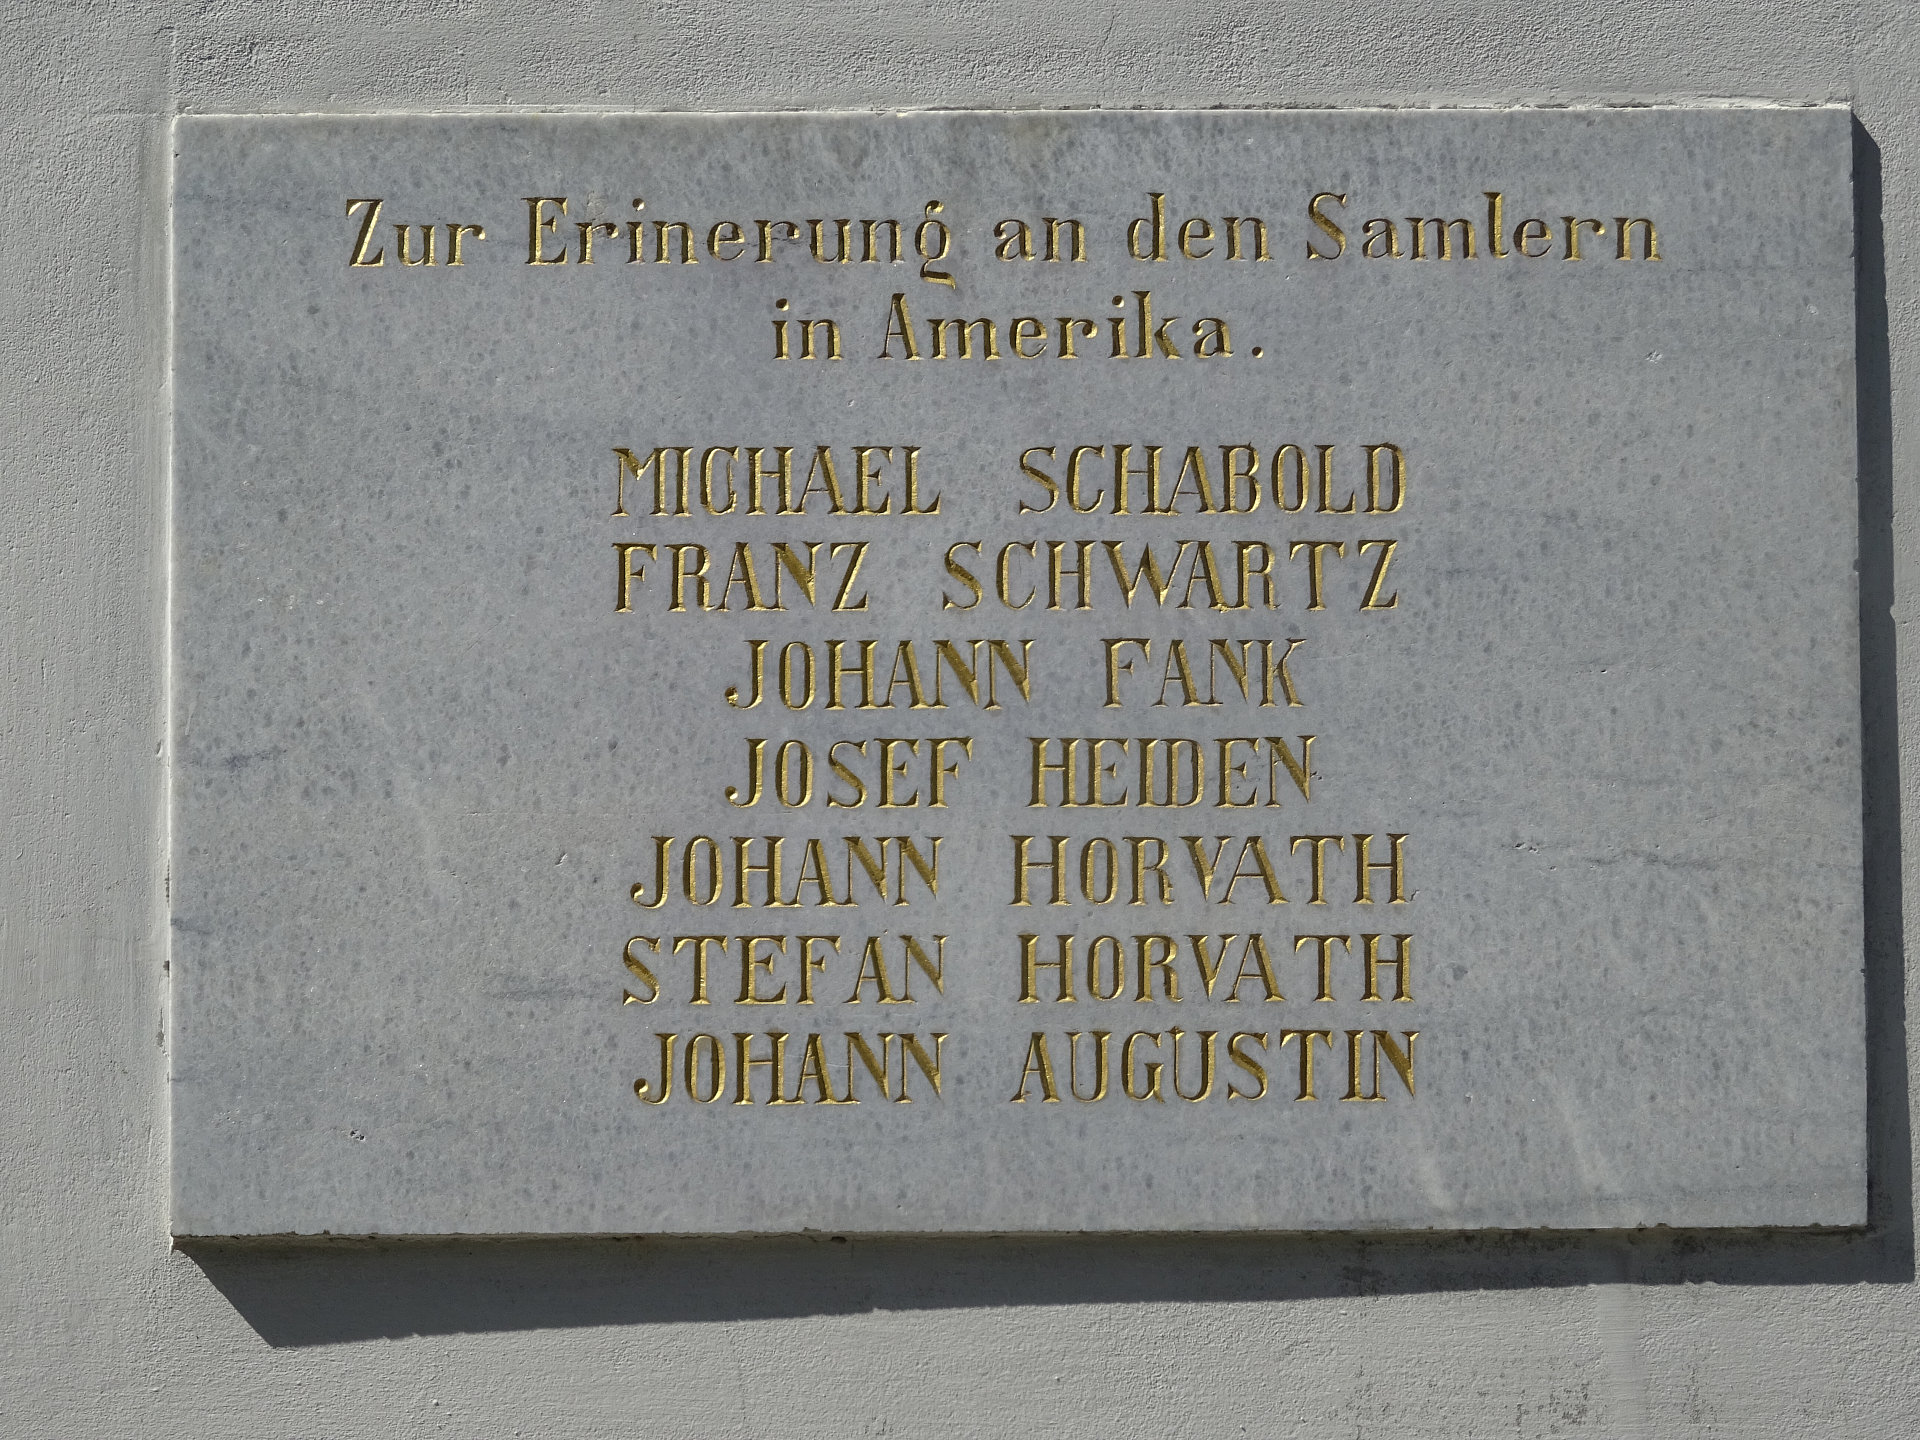 Zur Erinerung an den Samlern
in Amerika.
MICHAEL SCHABOLD
FRANZ SCHWARTZ
JOHANN FANK
JOSEF HEIDEN
JOHANN HORVATH
STEFAN HORVATH
JOHANN AUGUSTIN